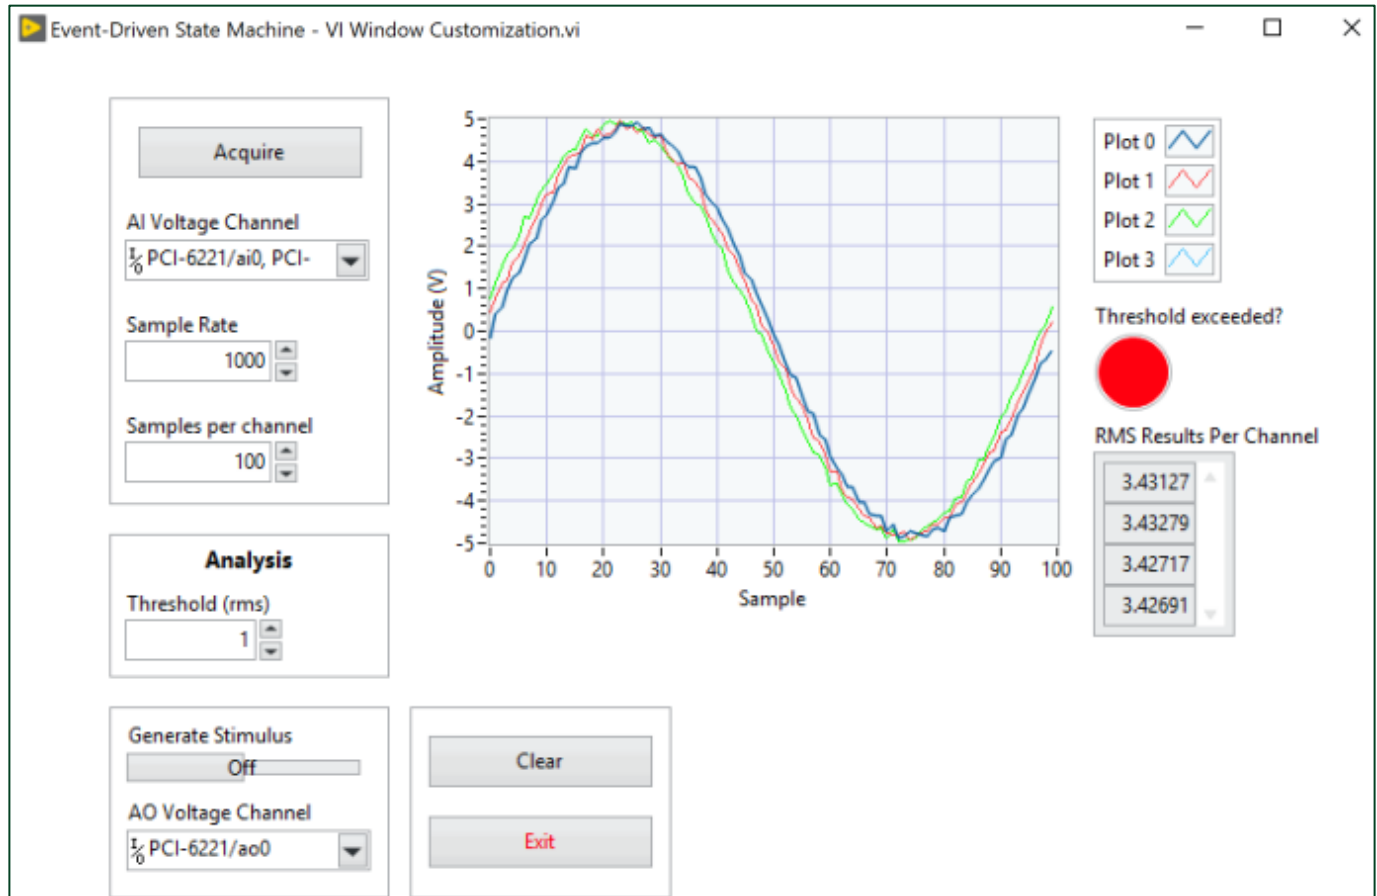 Event-Driven State Machine - VI Window Customization.vi
Acquire
AI Voltage Channel
I/O PCI-6221/ai0, PCI-
Sample Rate
1000
Samples per channel
100
Analysis
Threshold (rms)
1
Generate Stimulus
Off
AO Voltage Channel
I/O PCI-6221/ao0
Clear
Exit
Amplitude (V)
5
4
3
2
1
0
-1
-2
-3
-4
-5
0 10 20 30 40 50 60 70 80 90 100
Sample
Plot 0
Plot 1
Plot 2
Plot 3
Threshold exceeded?
RMS Results Per Channel
3.43127
3.43279
3.42717
3.42691